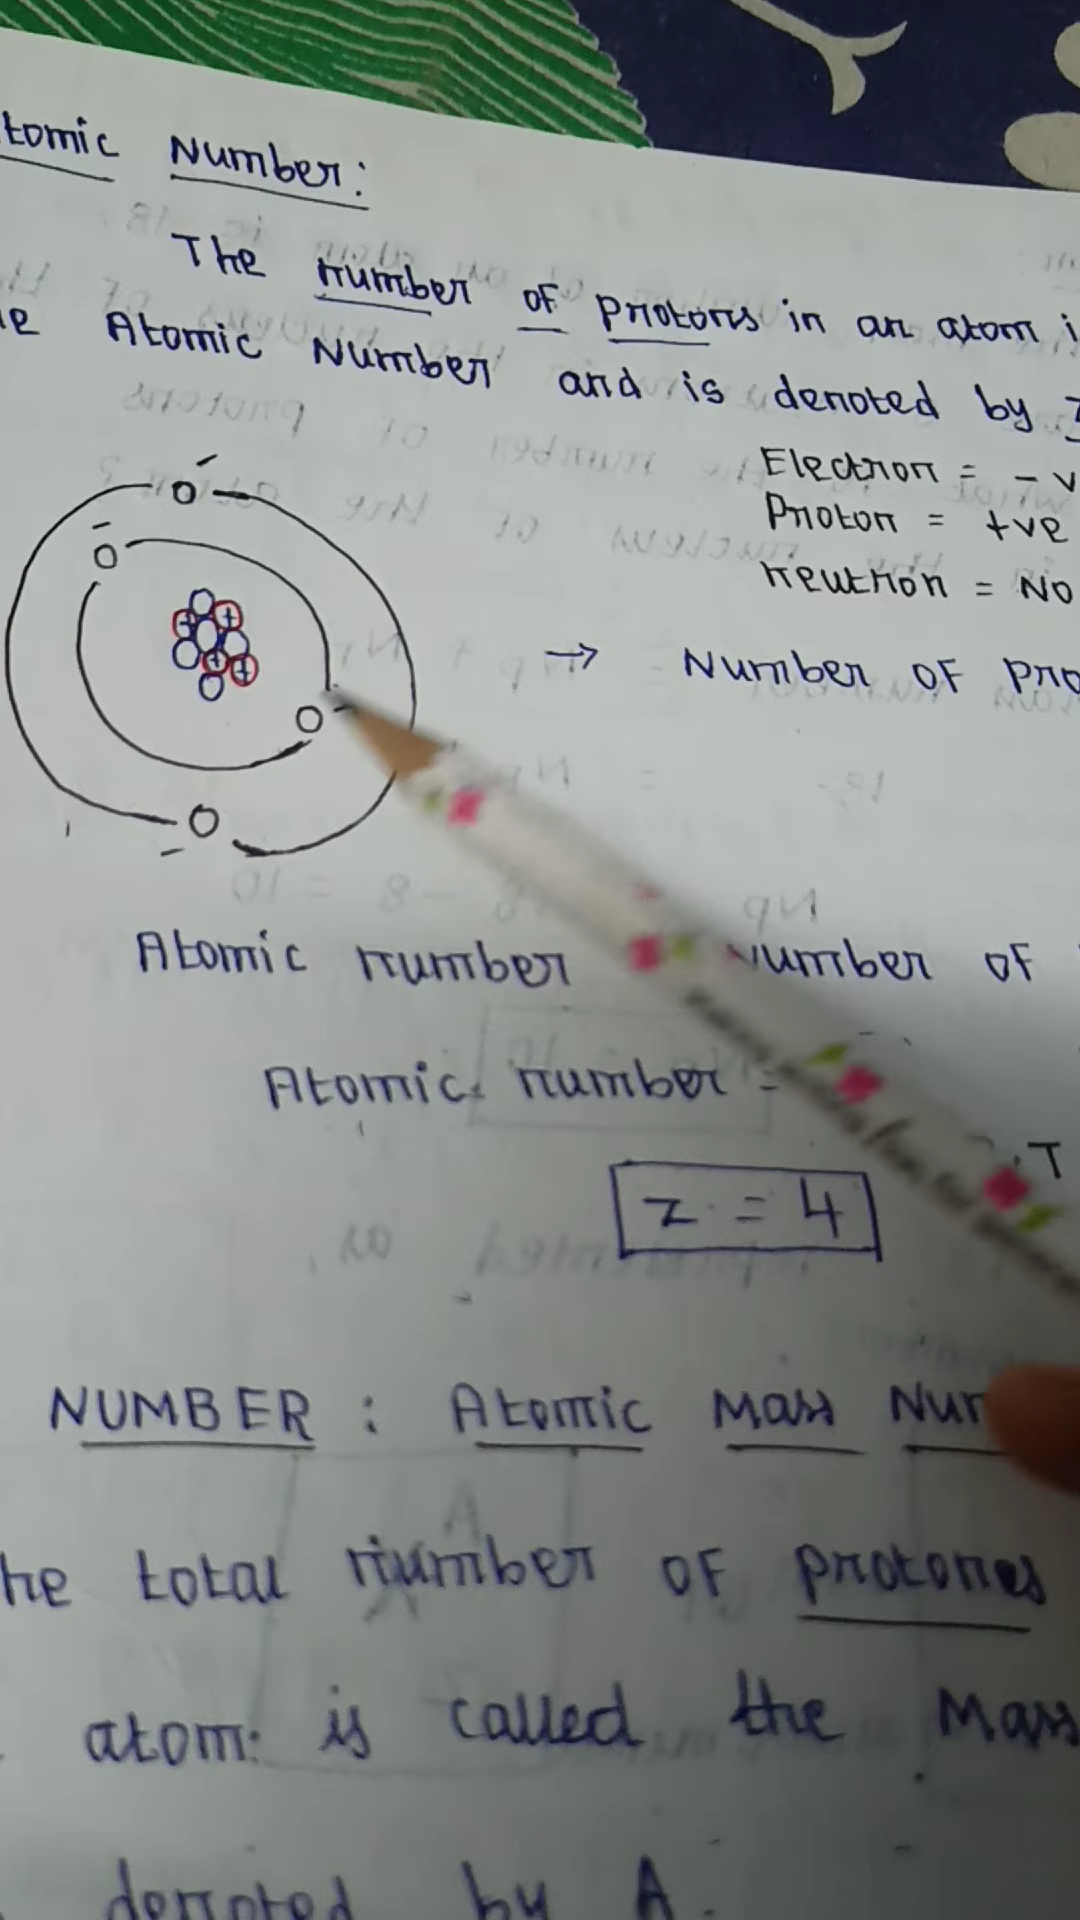 tomic Number:
The number of protons in an atom i
Atomic Number and is denoted by
Electron = - v
Proton = +ve
Neutron = No
→ Number of pro
Atomic number Number of
Atomic number =
T
Z = 4
NUMBER : Atomic Mass Nu
he total number of protones
atom is called the Mass
denoted by A.